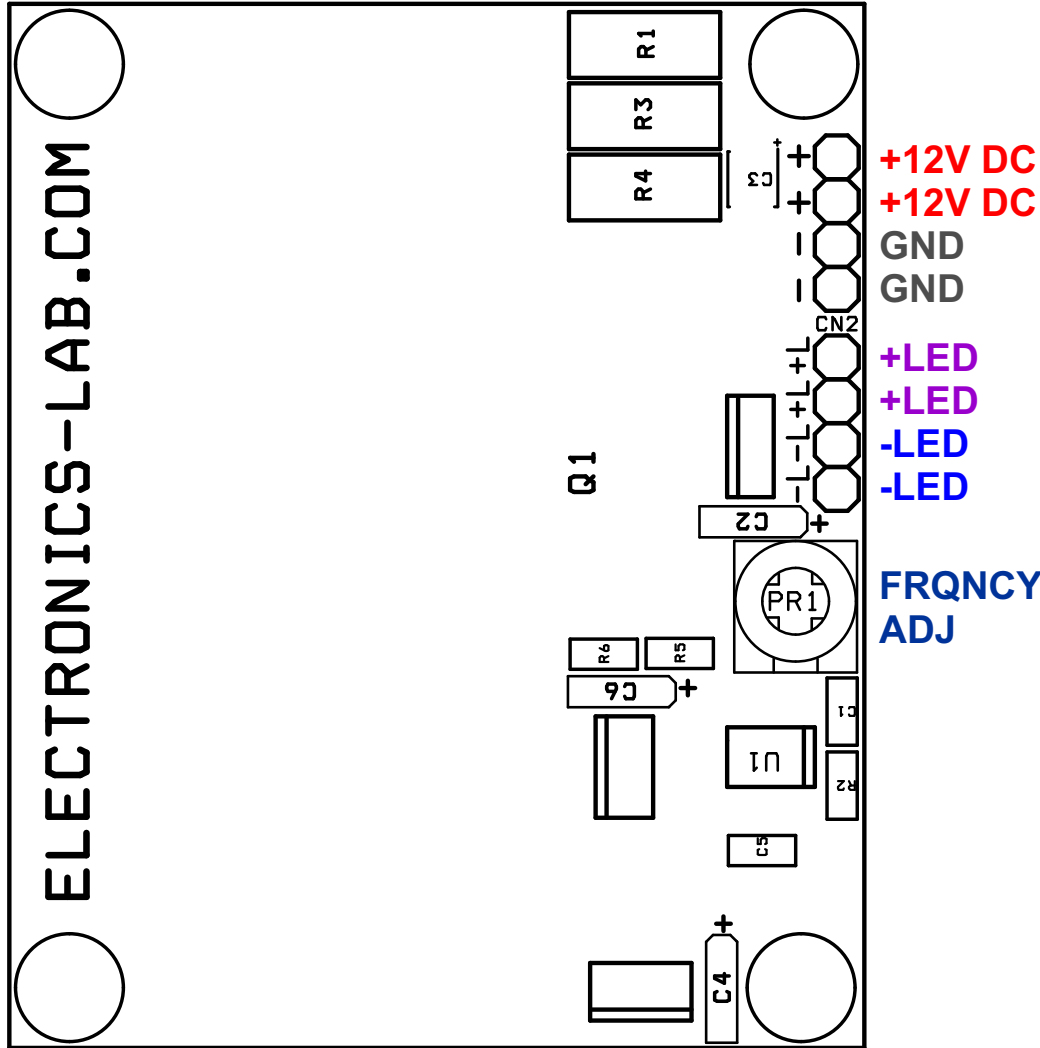 ELECTRONICS-LAB.COM
R1
R3
R4
C3
+
+
+
-
-
+12V DC
+12V DC
GND
GND
CN2
L+
L+
L-
L-
+LED
+LED
-LED
-LED
Q1
C2 +
PR1
FRQNCY
ADJ
R6
R5
C6 +
C1
U1
R2
C5
+
C4